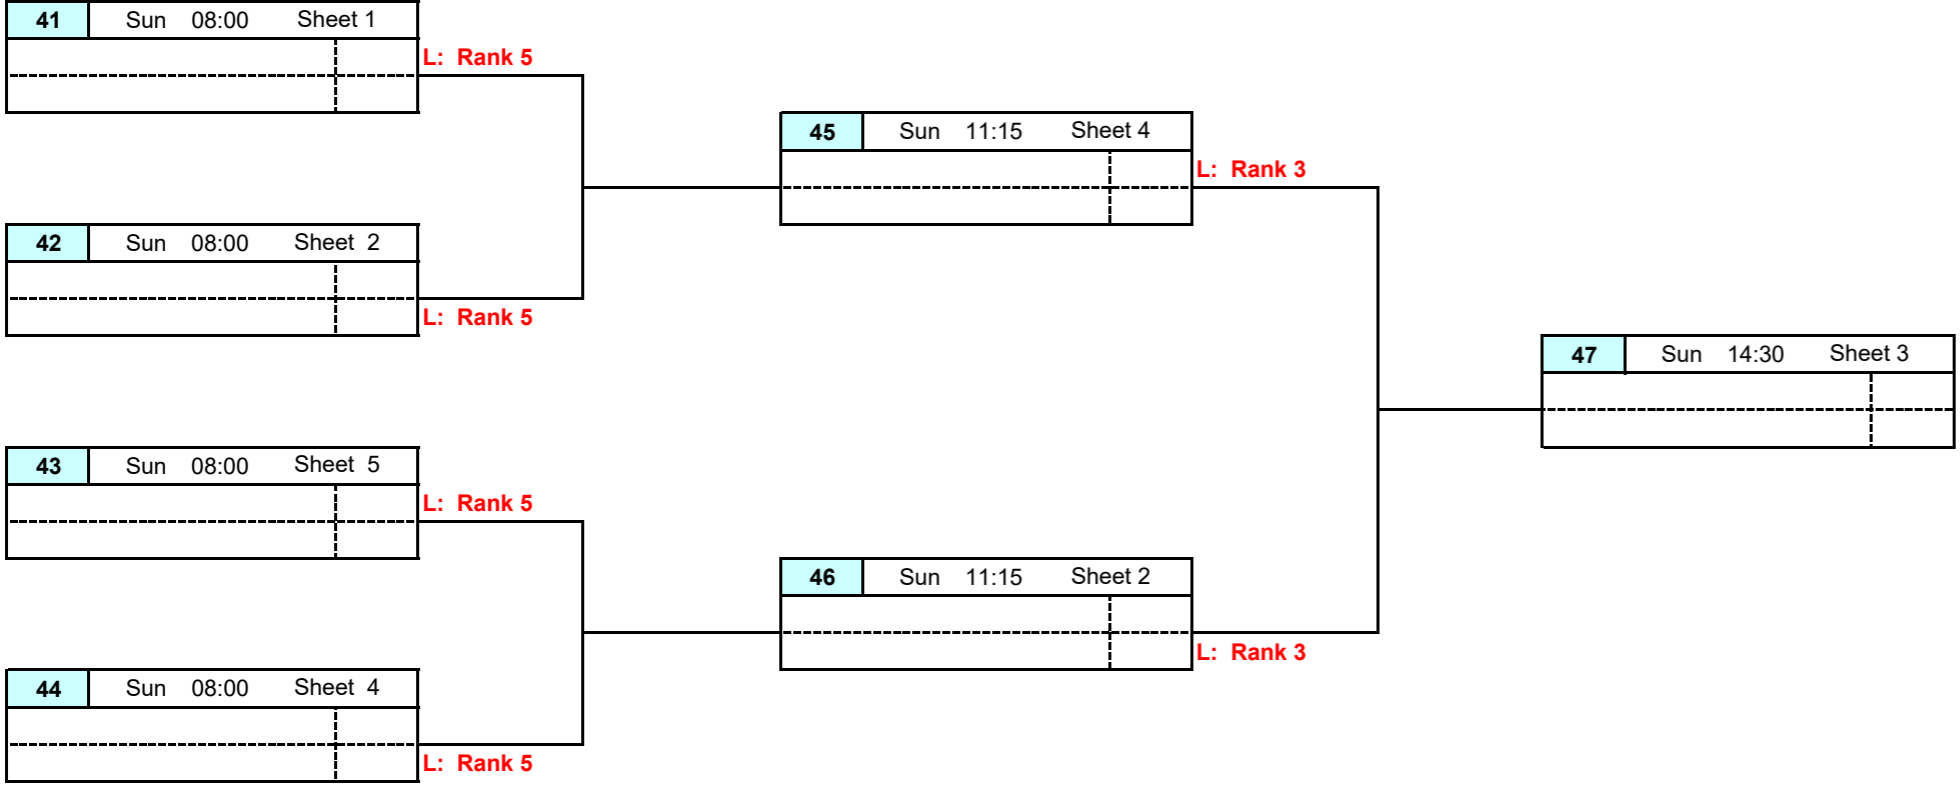 41 Sun 08:00 Sheet 1
L: Rank 5
45 Sun 11:15 Sheet 4
L: Rank 3
42 Sun 08:00 Sheet 2
L: Rank 5
47 Sun 14:30 Sheet 3
43 Sun 08:00 Sheet 5
L: Rank 5
46 Sun 11:15 Sheet 2
L: Rank 3
44 Sun 08:00 Sheet 4
L: Rank 5